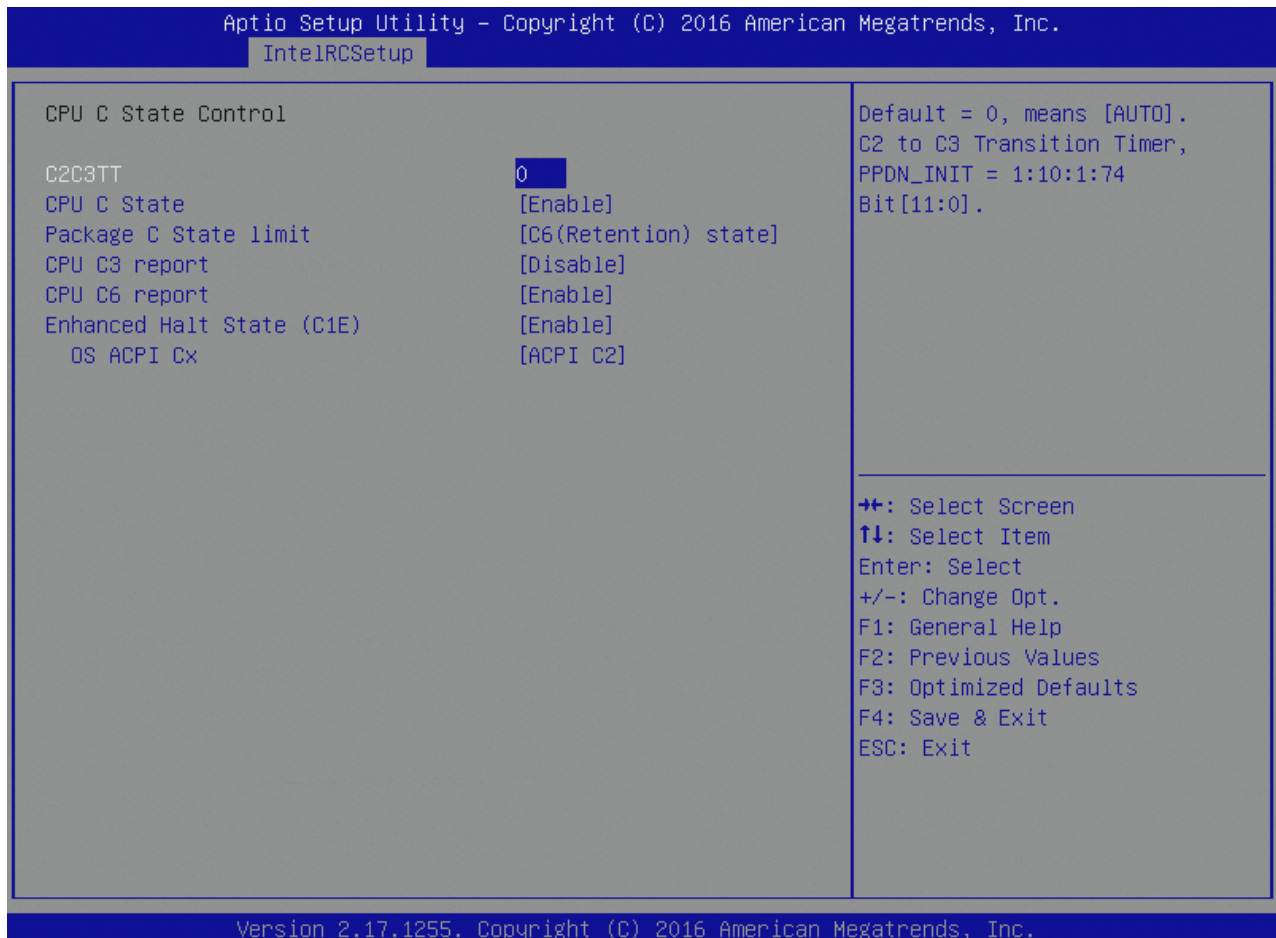 Aptio Setup Utility – Copyright (C) 2016 American Megatrends, Inc.
IntelRCSetup
CPU C State Control
C2C3TT 0
CPU C State [Enable]
Package C State limit [C6(Retention) state]
CPU C3 report [Disable]
CPU C6 report [Enable]
Enhanced Halt State (C1E) [Enable]
OS ACPI Cx [ACPI C2]
Default = 0, means [AUTO].
C2 to C3 Transition Timer,
PPDN_INIT = 1:10:1:74
Bit[11:0].
→←: Select Screen
↑↓: Select Item
Enter: Select
+/-: Change Opt.
F1: General Help
F2: Previous Values
F3: Optimized Defaults
F4: Save & Exit
ESC: Exit
Version 2.17.1255. Copyright (C) 2016 American Megatrends, Inc.